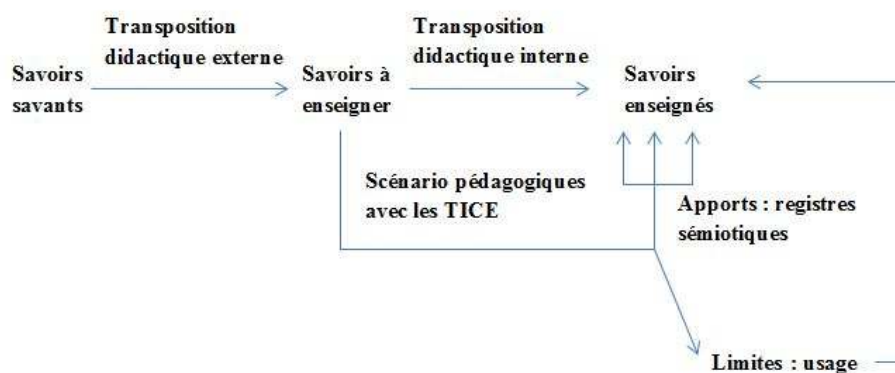 Transposition
didactique externe
Transposition
didactique interne
Savoirs
savants
Savoirs à
enseigner
Savoirs
enseignés
Scénario pédagogiques
avec les TICE
Apports : registres
sémiotiques
Limites : usage